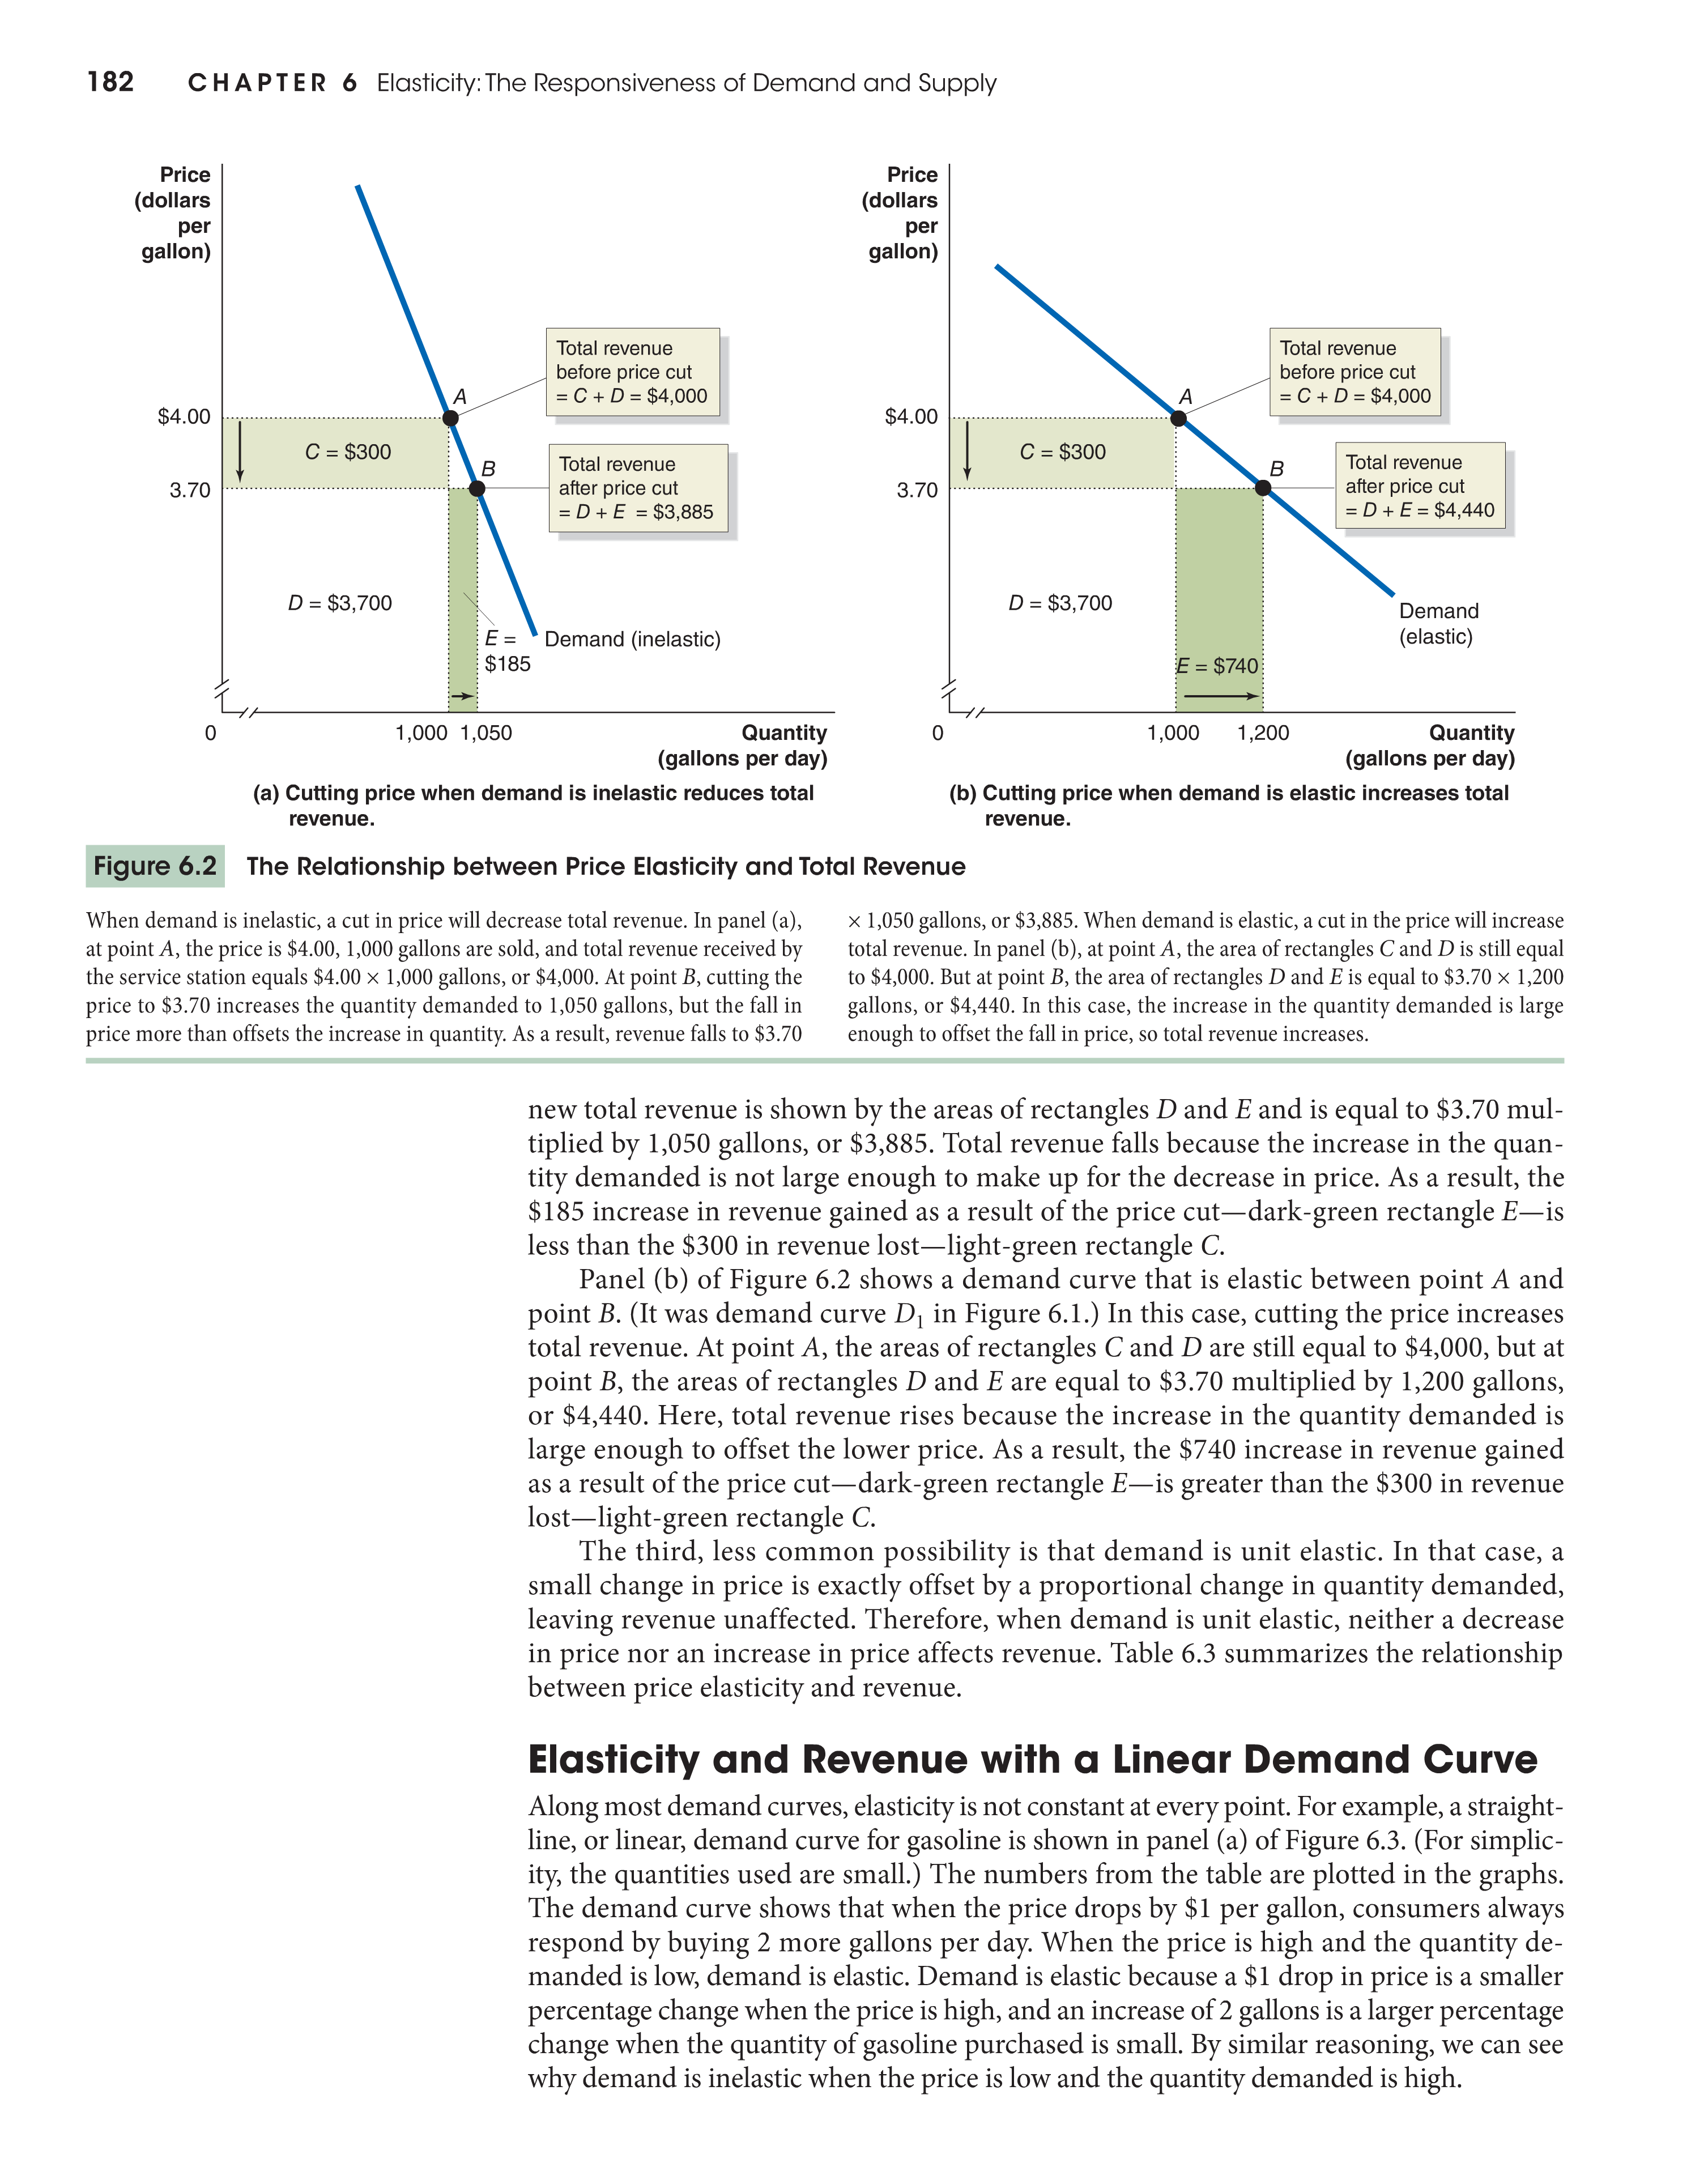 182 CHAPTER 6 Elasticity: The Responsiveness of Demand and Supply
Price
(dollars
per
gallon)
$4.00
3.70
A
B
C = $300
D = $3,700
E =
$185
Total revenue
before price cut
= C + D = $4,000
Total revenue
after price cut
= D + E = $3,885
Demand (inelastic)
0
1,000 1,050
Quantity
(gallons per day)
(a) Cutting price when demand is inelastic reduces total
revenue.
Price
(dollars
per
gallon)
$4.00
3.70
A
B
C = $300
D = $3,700
E = $740
Total revenue
before price cut
= C + D = $4,000
Total revenue
after price cut
= D + E = $4,440
Demand
(elastic)
0
1,000 1,200
Quantity
(gallons per day)
(b) Cutting price when demand is elastic increases total
revenue.
Figure 6.2 The Relationship between Price Elasticity and Total Revenue
When demand is inelastic, a cut in price will decrease total revenue. In panel (a),
at point A, the price is $4.00, 1,000 gallons are sold, and total revenue received by
the service station equals $4.00 × 1,000 gallons, or $4,000. At point B, cutting the
price to $3.70 increases the quantity demanded to 1,050 gallons, but the fall in
price more than offsets the increase in quantity. As a result, revenue falls to $3.70
× 1,050 gallons, or $3,885. When demand is elastic, a cut in the price will increase
total revenue. In panel (b), at point A, the area of rectangles C and D is still equal
to $4,000. But at point B, the area of rectangles D and E is equal to $3.70 × 1,200
gallons, or $4,440. In this case, the increase in the quantity demanded is large
enough to offset the fall in price, so total revenue increases.
new total revenue is shown by the areas of rectangles D and E and is equal to $3.70 mul-
tiplied by 1,050 gallons, or $3,885. Total revenue falls because the increase in the quan-
tity demanded is not large enough to make up for the decrease in price. As a result, the
$185 increase in revenue gained as a result of the price cut—dark-green rectangle E—is
less than the $300 in revenue lost—light-green rectangle C.
Panel (b) of Figure 6.2 shows a demand curve that is elastic between point A and
point B. (It was demand curve D1 in Figure 6.1.) In this case, cutting the price increases
total revenue. At point A, the areas of rectangles C and D are still equal to $4,000, but at
point B, the areas of rectangles D and E are equal to $3.70 multiplied by 1,200 gallons,
or $4,440. Here, total revenue rises because the increase in the quantity demanded is
large enough to offset the lower price. As a result, the $740 increase in revenue gained
as a result of the price cut—dark-green rectangle E—is greater than the $300 in revenue
lost—light-green rectangle C.
The third, less common possibility is that demand is unit elastic. In that case, a
small change in price is exactly offset by a proportional change in quantity demanded,
leaving revenue unaffected. Therefore, when demand is unit elastic, neither a decrease
in price nor an increase in price affects revenue. Table 6.3 summarizes the relationship
between price elasticity and revenue.
Elasticity and Revenue with a Linear Demand Curve
Along most demand curves, elasticity is not constant at every point. For example, a straight-
line, or linear, demand curve for gasoline is shown in panel (a) of Figure 6.3. (For simplic-
ity, the quantities used are small.) The numbers from the table are plotted in the graphs.
The demand curve shows that when the price drops by $1 per gallon, consumers always
respond by buying 2 more gallons per day. When the price is high and the quantity de-
manded is low, demand is elastic. Demand is elastic because a $1 drop in price is a smaller
percentage change when the price is high, and an increase of 2 gallons is a larger percentage
change when the quantity of gasoline purchased is small. By similar reasoning, we can see
why demand is inelastic when the price is low and the quantity demanded is high.